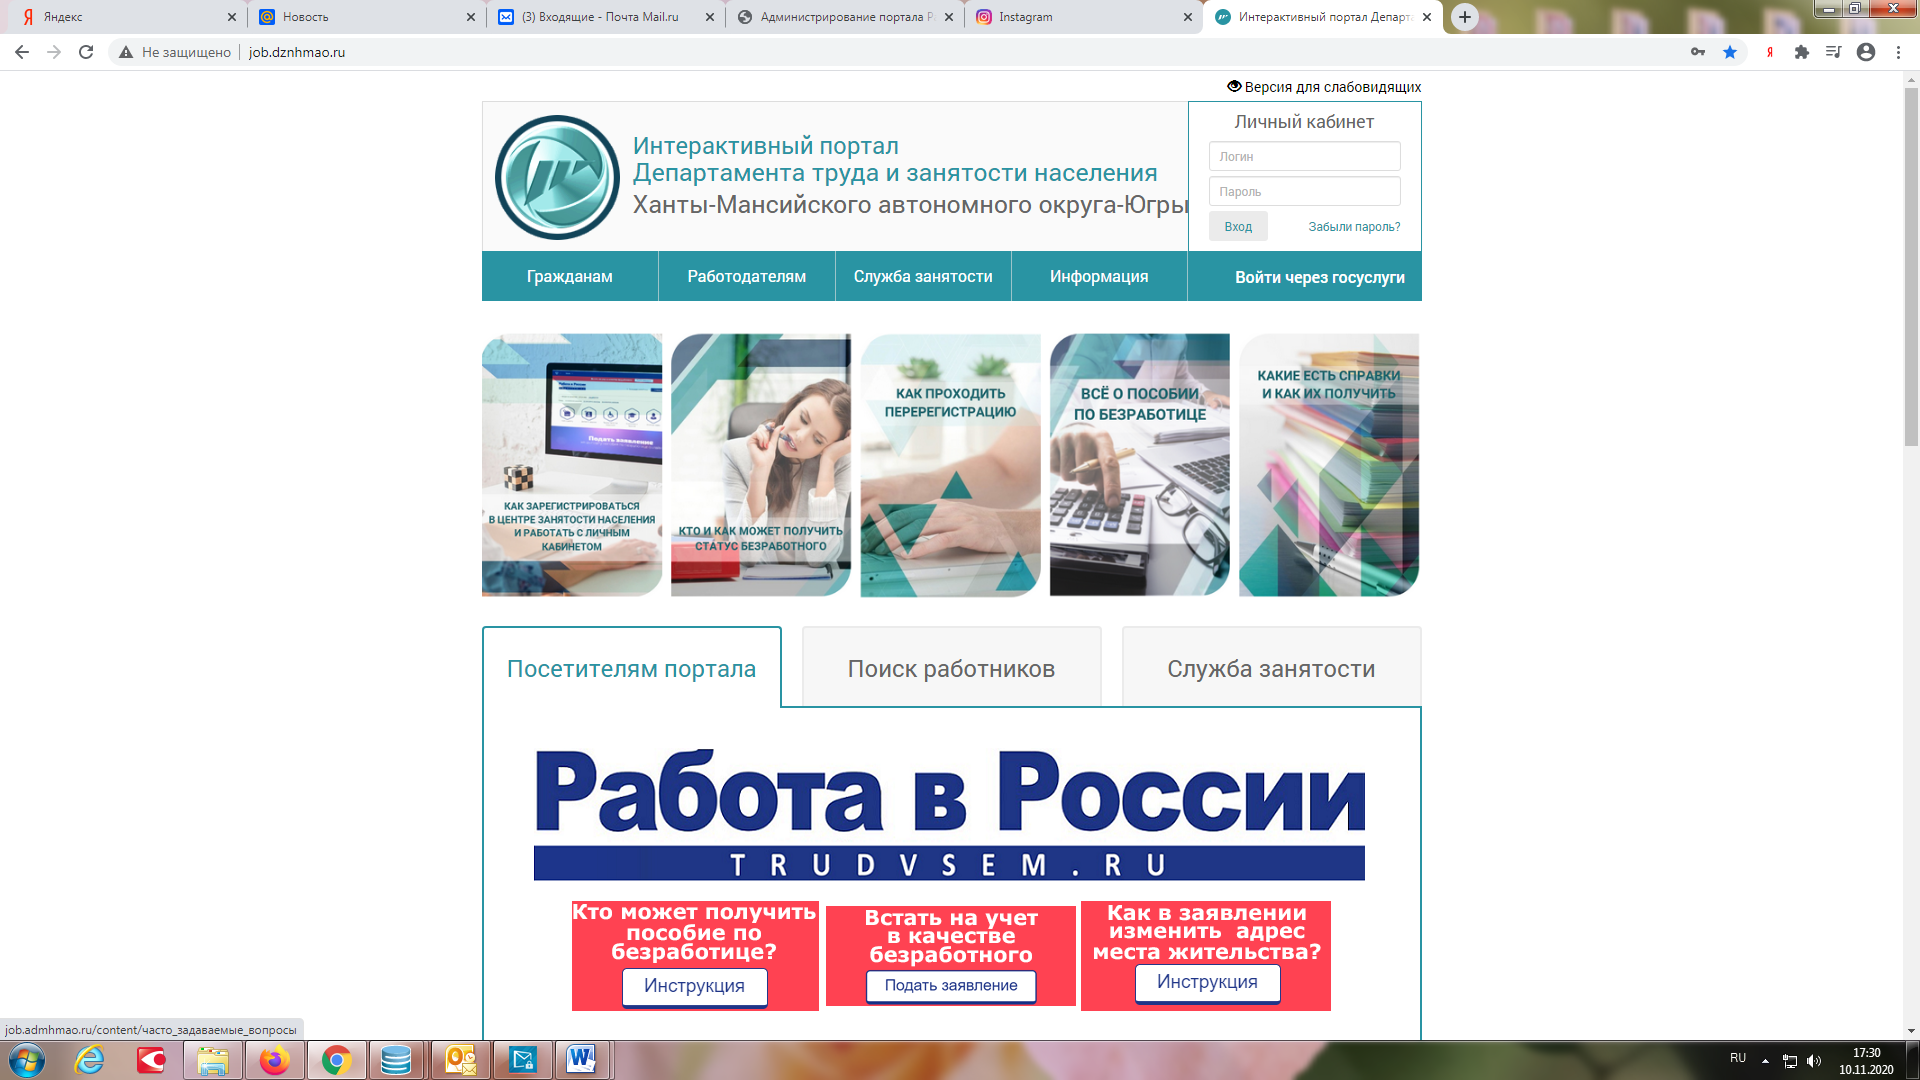 Яндекс
Новость
(3) Входящие - Почта Mail.ru
Администрирование портала Р
Instagram
Интерактивный портал Департа
Не защищено
job.dznhmao.ru
Версия для слабовидящих
Интерактивный портал
Департамента труда и занятости населения
Ханты-Мансийского автономного округа-Югры
Личный кабинет
Логин
Пароль
Вход
Забыли пароль?
Гражданам
Работодателям
Служба занятости
Информация
Войти через госуслуги
Работа в России
Подать заявление
КАК ЗАРЕГИСТРИРОВАТЬСЯ
В ЦЕНТРЕ ЗАНЯТОСТИ НАСЕЛЕНИЯ
И РАБОТАТЬ С ЛИЧНЫМ
КАБИНЕТОМ
КТО И КАК МОЖЕТ ПОЛУЧИТЬ
СТАТУС БЕЗРАБОТНОГО
КАК ПРОХОДИТЬ
ПЕРЕРЕГИСТРАЦИЮ
ВСЁ О ПОСОБИИ
ПО БЕЗРАБОТИЦЕ
КАКИЕ ЕСТЬ СПРАВКИ
И КАК ИХ ПОЛУЧИТЬ
Посетителям портала
Поиск работников
Служба занятости
Работа в России
TRUDVSEM.RU
Кто может получить
пособие по
безработице?
Инструкция
Встать на учет
в качестве
безработного
Подать заявление
Как в заявлении
изменить адрес
места жительства?
Инструкция
job.admhmao.ru/content/часто_задаваемые_вопросы
RU
17:30
10.11.2020